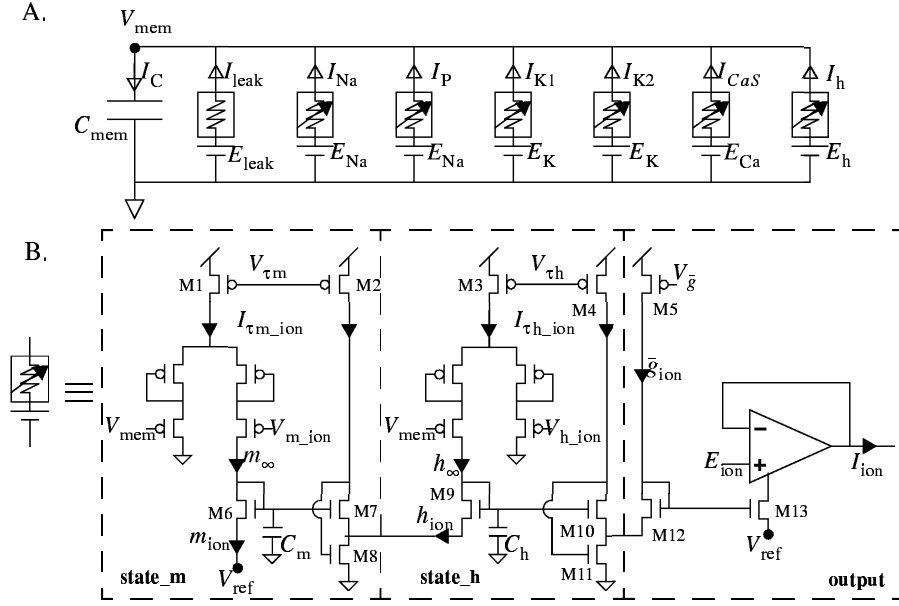 A.
V_mem
I_C I_leak I_Na I_P I_K1 I_K2 I_CaS I_h
C_mem
E_leak E_Na E_Na E_K E_K E_Ca E_h
B.
M1 V_τm M2 M3 V_τh M4 M5 V_g̅
I_τm_ion I_τh_ion
g̅_ion
V_mem V_m_ion V_mem V_h_ion
m_∞ h_∞ E_ion - + I_ion
M6 M7 M9 M10 M12 M13
m_ion C_m h_ion C_h
M8 M11
V_ref V_ref
state_m state_h output